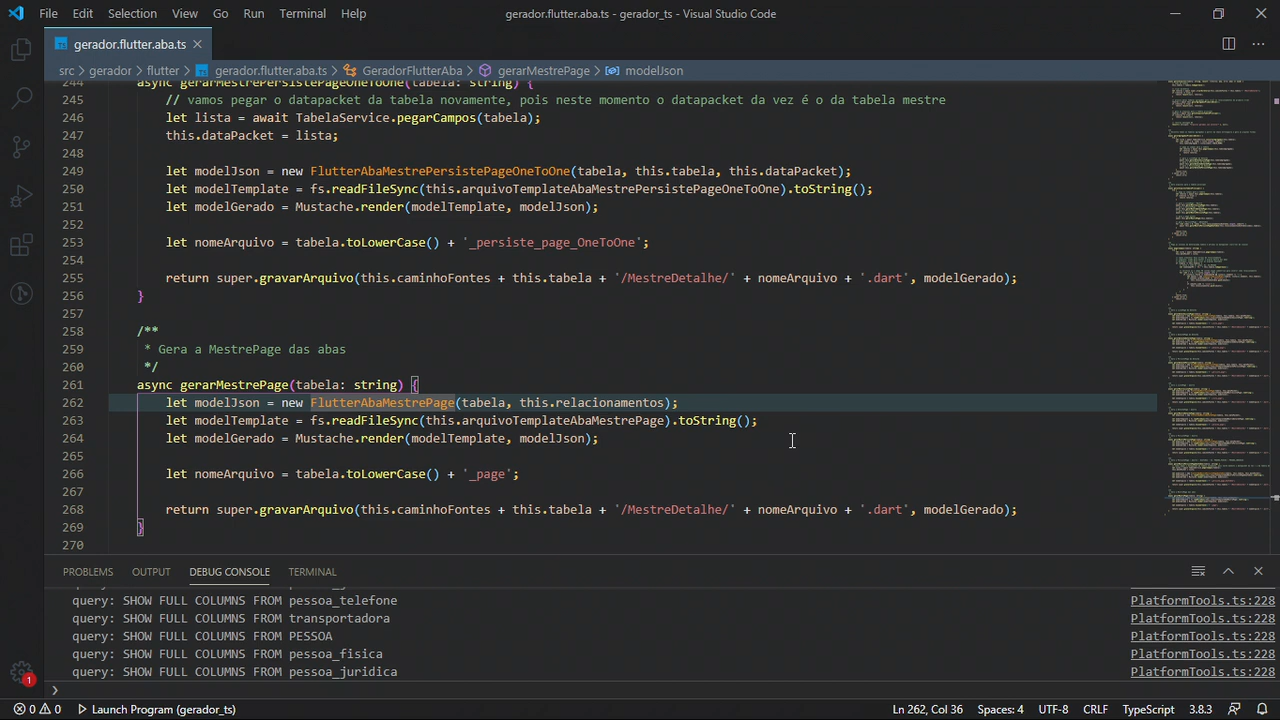 File Edit Selection View Go Run Terminal Help gerador.flutter.aba.ts - gerador_ts - Visual Studio Code
TS gerador.flutter.aba.ts
src > gerador > flutter > TS gerador.flutter.aba.ts > GeradorFlutterAba > gerarMestrePage > modelJson
244 async gerarMestrePersistePageOneToOne(tabela: string) {
245 // vamos pegar o datapacket da tabela novamente, pois neste momento o datapacket da vez é o da tabela mestre
246 let lista = await TabelaService.pegarCampos(tabela);
247 this.dataPacket = lista;
248
249 let modelJson = new FlutterAbaMestrePersistePageOneToOne(tabela, this.tabela, this.dataPacket);
250 let modelTemplate = fs.readFileSync(this.arquivoTemplateAbaMestrePersistePageOneToOne).toString();
251 let modelGerado = Mustache.render(modelTemplate, modelJson);
252
253 let nomeArquivo = tabela.toLowerCase() + '_persiste_page_OneToOne';
254
255 return super.gravarArquivo(this.caminhoFontes + this.tabela + '/MestreDetalhe/' + nomeArquivo + '.dart', modelGerado);
256 }
257
258 /**
259 * Gera a MestrePage das abas
260 */
261 async gerarMestrePage(tabela: string) {
262 let modelJson = new FlutterAbaMestrePage(tabela, this.relacionamentos);
263 let modelTemplate = fs.readFileSync(this.arquivoTemplateAbaMestrePage).toString();
264 let modelGerado = Mustache.render(modelTemplate, modelJson);
265
266 let nomeArquivo = tabela.toLowerCase() + '_page';
267
268 return super.gravarArquivo(this.caminhoFontes + this.tabela + '/MestreDetalhe/' + nomeArquivo + '.dart', modelGerado);
269 }
270
PROBLEMS OUTPUT DEBUG CONSOLE TERMINAL
query: SHOW FULL COLUMNS FROM pessoa_telefone PlatformTools.ts:228
query: SHOW FULL COLUMNS FROM transportadora PlatformTools.ts:228
query: SHOW FULL COLUMNS FROM PESSOA PlatformTools.ts:228
query: SHOW FULL COLUMNS FROM pessoa_fisica PlatformTools.ts:228
query: SHOW FULL COLUMNS FROM pessoa_juridica PlatformTools.ts:228
1
0 0 Launch Program (gerador_ts) Ln 262, Col 36 Spaces: 4 UTF-8 CRLF TypeScript 3.8.3